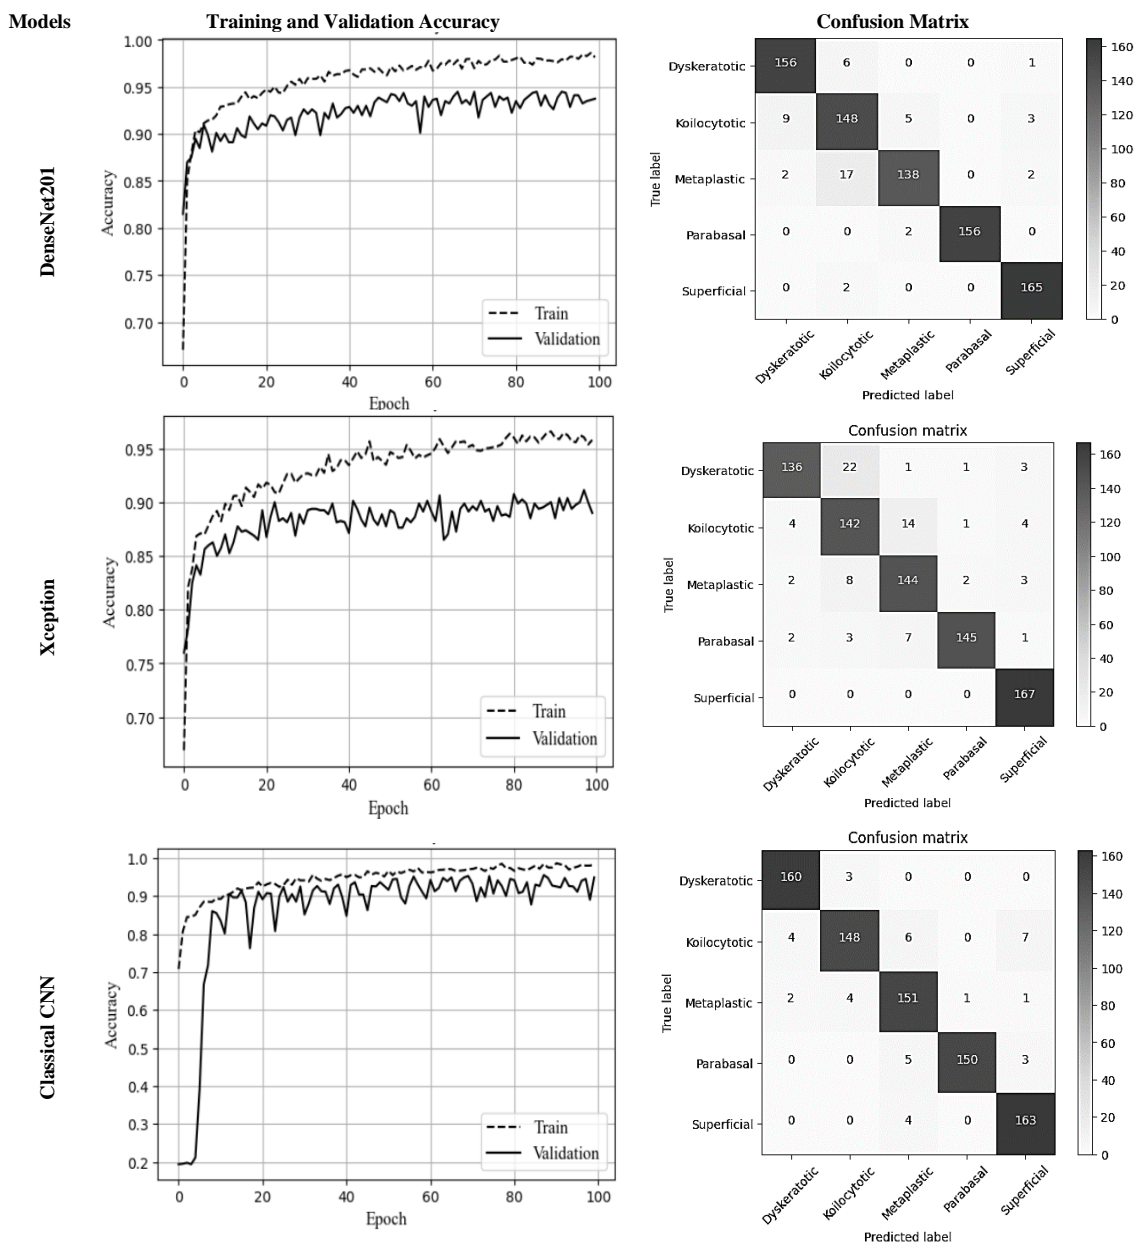 Models Training and Validation Accuracy Confusion Matrix
DenseNet201
1.00
0.95
0.90
0.85
0.80
0.75
0.70
Accuracy
Train
Validation
0 20 40 60 80 100
Epoch
True label
Dyskeratotic 156 6 0 0 1
Koilocytotic 9 148 5 0 3
Metaplastic 2 17 138 0 2
Parabasal 0 0 2 156 0
Superficial 0 2 0 0 165
Dyskeratotic Koilocytotic Metaplastic Parabasal Superficial
Predicted label
160
140
120
100
80
60
40
20
0
Xception
0.95
0.90
0.85
0.80
0.75
0.70
Accuracy
Train
Validation
0 20 40 60 80 100
Epoch
Confusion matrix
True label
Dyskeratotic 136 22 1 1 3
Koilocytotic 4 142 14 1 4
Metaplastic 2 8 144 2 3
Parabasal 2 3 7 145 1
Superficial 0 0 0 0 167
Dyskeratotic Koilocytotic Metaplastic Parabasal Superficial
Predicted label
160
140
120
100
80
60
40
20
0
Classical CNN
1.0
0.9
0.8
0.7
0.6
0.5
0.4
0.3
0.2
Accuracy
Train
Validation
0 20 40 60 80 100
Epoch
Confusion matrix
True label
Dyskeratotic 160 3 0 0 0
Koilocytotic 4 148 6 0 7
Metaplastic 2 4 151 1 1
Parabasal 0 0 5 150 3
Superficial 0 0 4 0 163
Dyskeratotic Koilocytotic Metaplastic Parabasal Superficial
Predicted label
160
140
120
100
80
60
40
20
0